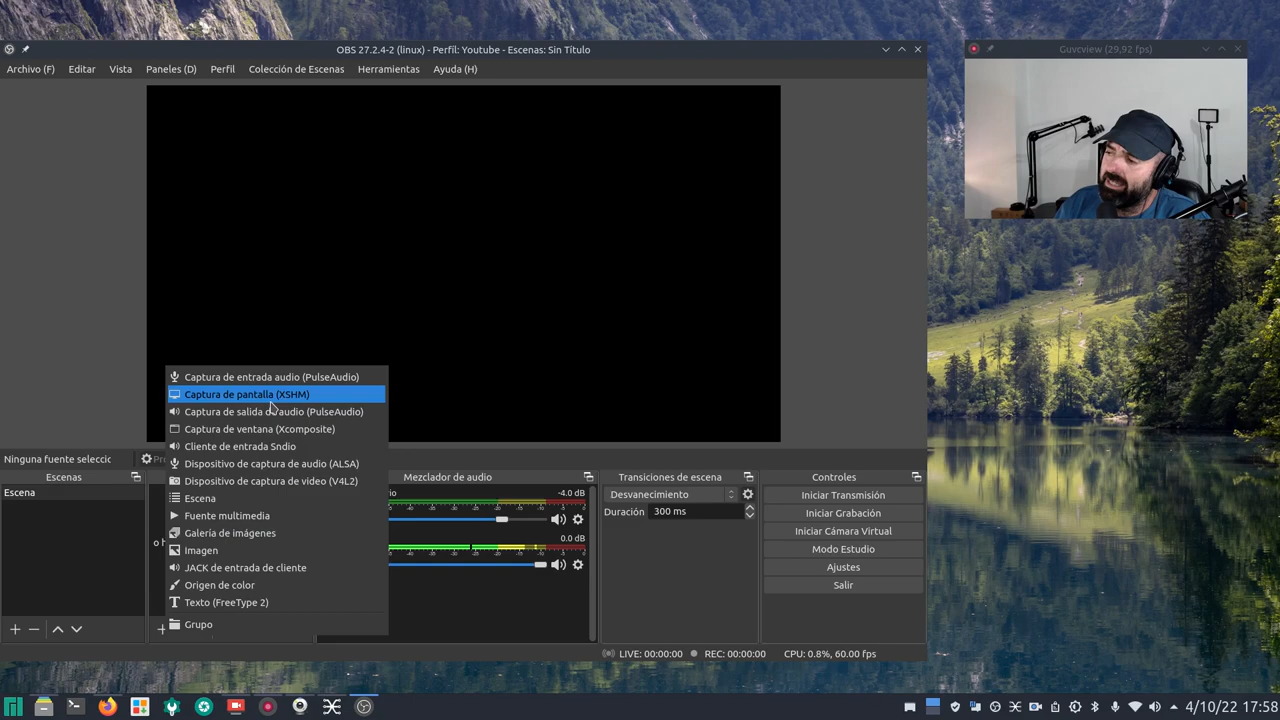 OBS 27.2.4-2 (linux) - Perfil: Youtube - Escenas: Sin Título
Guvcview (29,92 fps)
Archivo (F) Editar Vista Paneles (D) Perfil Colección de Escenas Herramientas Ayuda (H)
Captura de entrada audio (PulseAudio)
Captura de pantalla (XSHM)
Captura de salida de audio (PulseAudio)
Captura de ventana (Xcomposite)
Cliente de entrada Sndio
Dispositivo de captura de audio (ALSA)
Dispositivo de captura de vídeo (V4L2)
Escena
Fuente multimedia
Galería de imágenes
Imagen
JACK de entrada de cliente
Origen de color
Texto (FreeType 2)
Grupo
Ninguna fuente selecci
Escenas
Escena
Mezclador de audio
-4.0 dB
0.0 dB
Transiciones de escena
Desvanecimiento
Duración 300 ms
Controles
Iniciar Transmisión
Iniciar Grabación
Iniciar Cámara Virtual
Modo Estudio
Ajustes
Salir
LIVE: 00:00:00 REC: 00:00:00 CPU: 0.8%, 60.00 fps
4/10/22 17:58